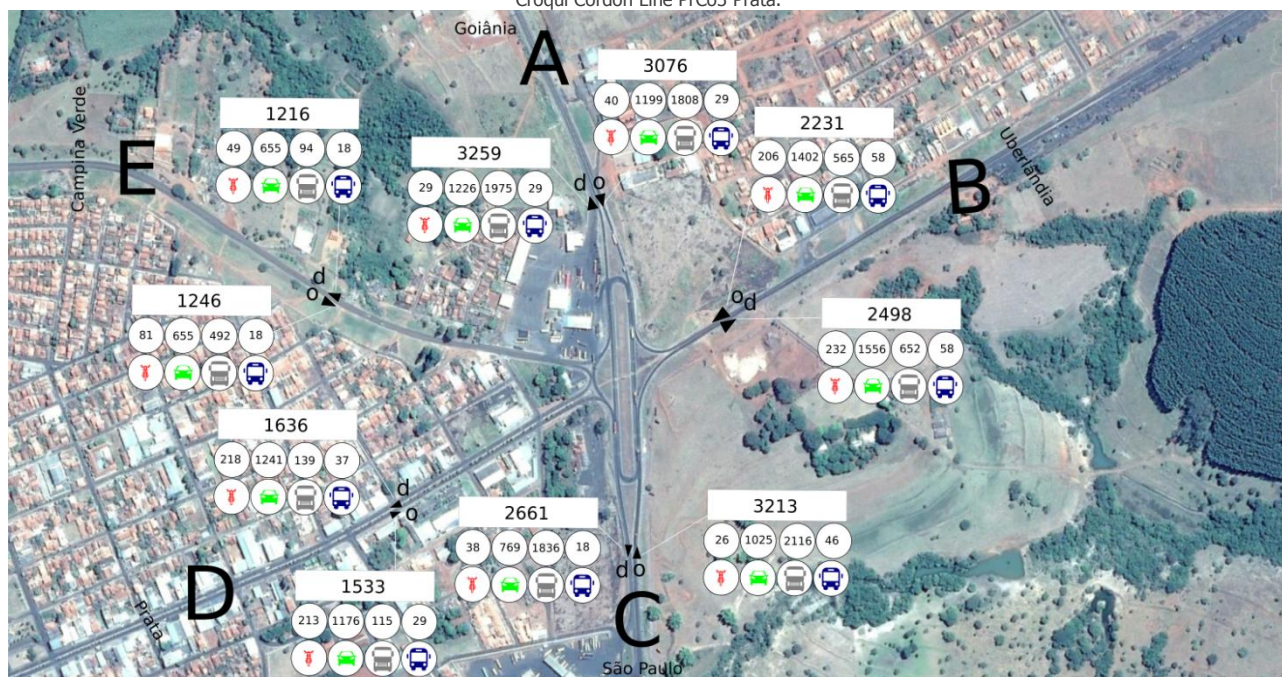 Croqui Cordon Line PrC05 Prata.
Goiânia
A
3076
40 1199 1808 29
Campina Verde
E
1216
49 655 94 18
3259
29 1226 1975 29
d o
2231
206 1402 565 58
B
Uberlândia
d
o
1246
81 655 492 18
o d
2498
232 1556 652 58
1636
218 1241 139 37
d
o
2661
38 769 1836 18
d o
3213
26 1025 2116 46
D
Prata
1533
213 1176 115 29
C
São Paulo